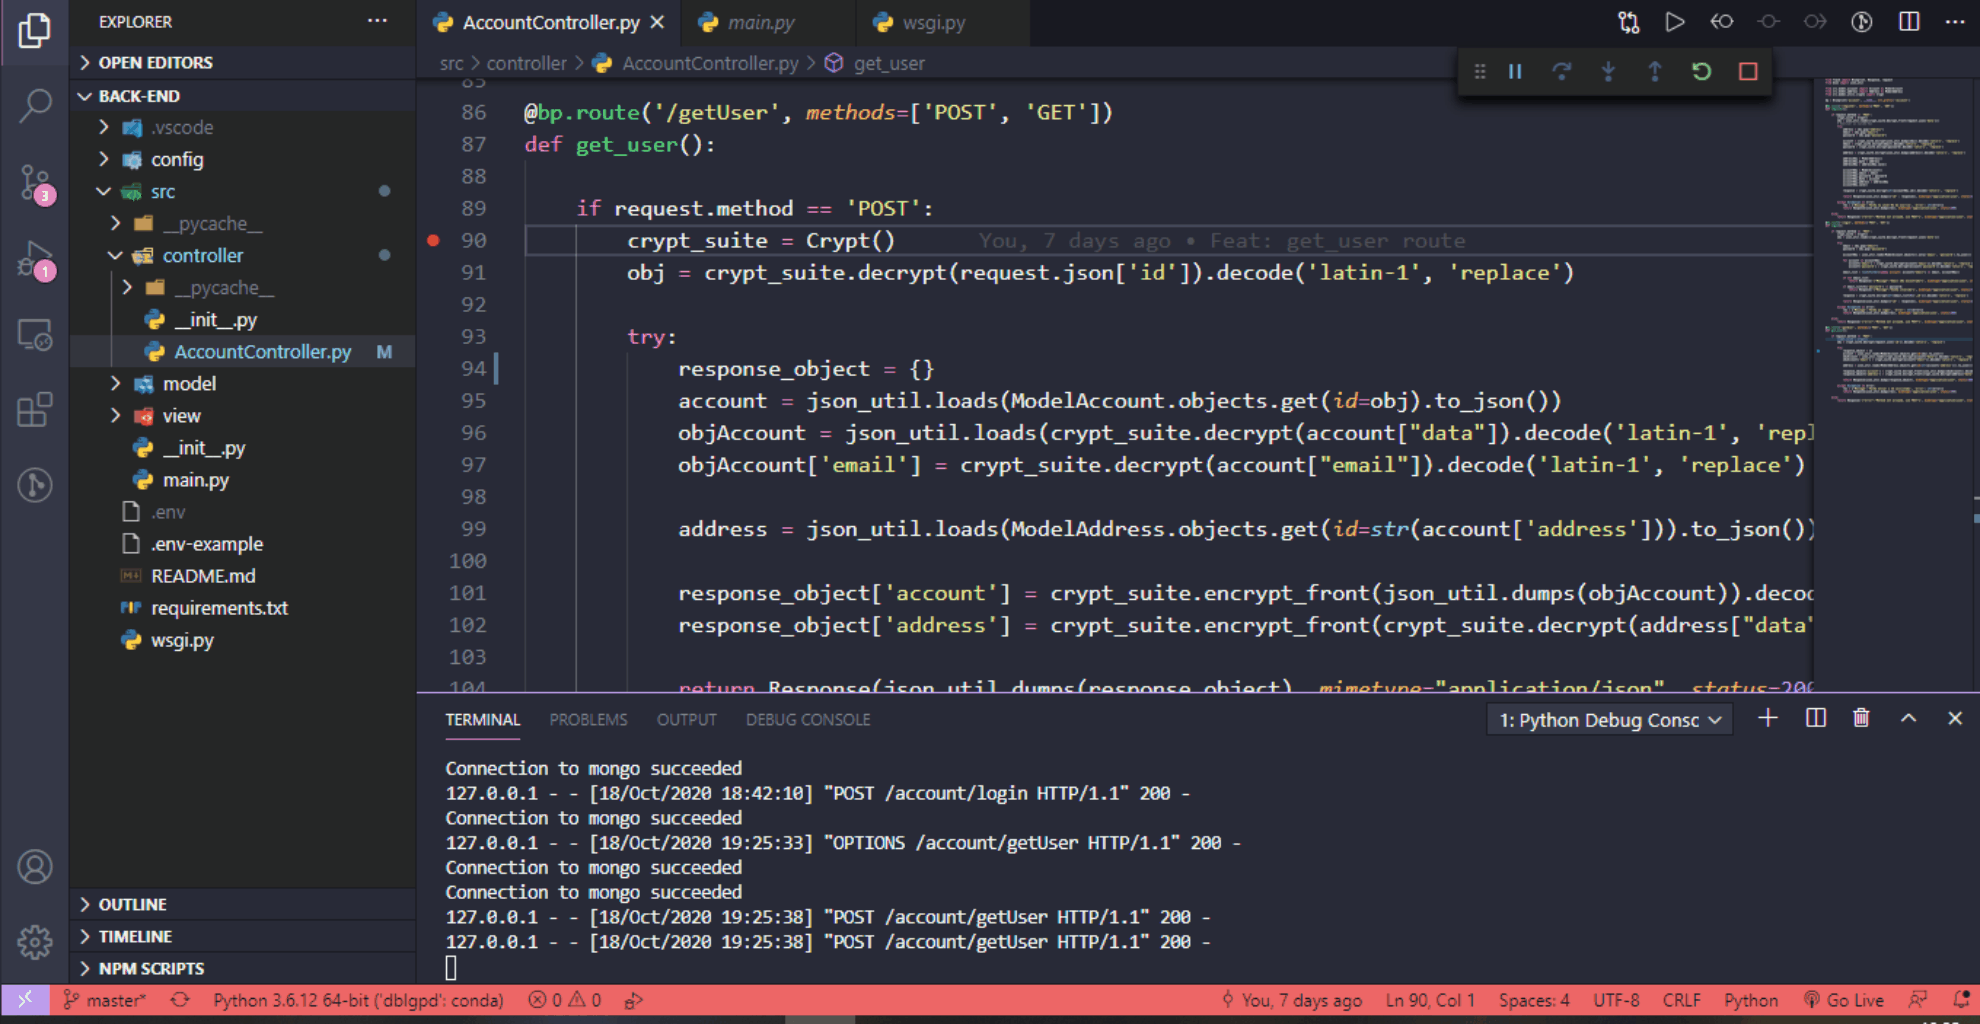 EXPLORER
OPEN EDITORS
BACK-END
.vscode
config
src
__pycache__
controller
__pycache__
__init__.py
AccountController.py M
model
view
__init__.py
main.py
.env
.env-example
README.md
requirements.txt
wsgi.py
OUTLINE
TIMELINE
NPM SCRIPTS
3
1
AccountController.py main.py wsgi.py
src > controller > AccountController.py > get_user
85
86 @bp.route('/getUser', methods=['POST', 'GET'])
87 def get_user():
88
89 if request.method == 'POST':
90 crypt_suite = Crypt() You, 7 days ago • Feat: get_user route
91 obj = crypt_suite.decrypt(request.json['id']).decode('latin-1', 'replace')
92
93 try:
94 response_object = {}
95 account = json_util.loads(ModelAccount.objects.get(id=obj).to_json())
96 objAccount = json_util.loads(crypt_suite.decrypt(account["data"]).decode('latin-1', 'repl
97 objAccount['email'] = crypt_suite.decrypt(account["email"]).decode('latin-1', 'replace')
98
99 address = json_util.loads(ModelAddress.objects.get(id=str(account['address'])).to_json())
100
101 response_object['account'] = crypt_suite.encrypt_front(json_util.dumps(objAccount)).decod
102 response_object['address'] = crypt_suite.encrypt_front(crypt_suite.decrypt(address["data"
103
104 return Response(json_util.dumps(response_object), mimetype="application/json", status=200
TERMINAL PROBLEMS OUTPUT DEBUG CONSOLE 1: Python Debug Consc
Connection to mongo succeeded
127.0.0.1 - - [18/Oct/2020 18:42:10] "POST /account/login HTTP/1.1" 200 -
Connection to mongo succeeded
127.0.0.1 - - [18/Oct/2020 19:25:33] "OPTIONS /account/getUser HTTP/1.1" 200 -
Connection to mongo succeeded
Connection to mongo succeeded
127.0.0.1 - - [18/Oct/2020 19:25:38] "POST /account/getUser HTTP/1.1" 200 -
127.0.0.1 - - [18/Oct/2020 19:25:38] "POST /account/getUser HTTP/1.1" 200 -
master* Python 3.6.12 64-bit ('dblgpd': conda) 0 0 You, 7 days ago Ln 90, Col 1 Spaces: 4 UTF-8 CRLF Python Go Live